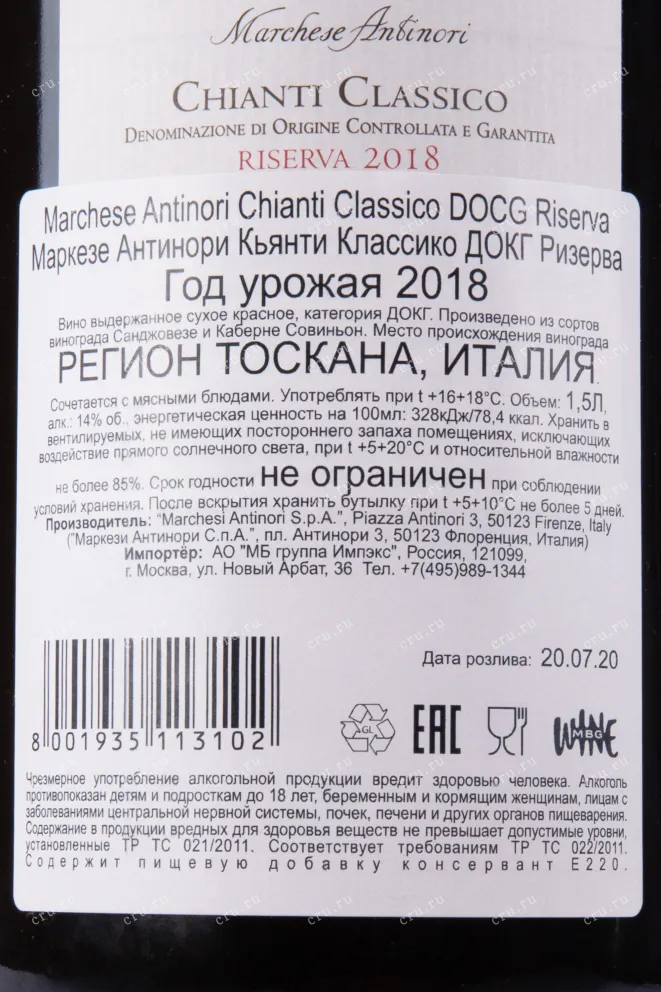 Marchese Antinori
CHIANTI CLASSICO
DENOMINAZIONE DI ORIGINE CONTROLLATA E GARANTITA
RISERVA 2018
Marchese Antinori Chianti Classico DOCG Riserva
Маркезе Антинори Кьянти Классико ДОКГ Ризерва
Год урожая 2018
Вино выдержанное сухое красное, категория ДОКГ. Произведено из сортов
винограда Санджовезе и Каберне Совиньон. Место происхождения винограда
РЕГИОН ТОСКАНА, ИТАЛИЯ.
Сочетается с мясными блюдами. Употреблять при t +16+18°C. Объем: 1,5Л,
алк.: 14% об., энергетическая ценность на 100мл: 328кДж/78,4 ккал. Хранить в
вентилируемых, не имеющих постороннего запаха помещениях, исключающих
воздействие прямого солнечного света, при t +5+20°C и относительной влажности
не более 85%. Срок годности не ограничен при соблюдении
условий хранения. После вскрытия хранить бутылку при t +5+10°C не более 5 дней.
Производитель: "Marchesi Antinori S.p.A.", Piazza Antinori 3, 50123 Firenze, Italy
("Маркези Антинори С.п.А.", пл. Антинори 3, 50123 Флоренция, Италия)
Импортёр: АО "МБ группа Импэкс", Россия, 121099,
г. Москва, ул. Новый Арбат, 36 Тел. +7(495)989-1344
Дата розлива: 20.07.20
8 001935 113102
GL
EAC
WINE
MBG
Чрезмерное употребление алкогольной продукции вредит здоровью человека. Алкоголь
противопоказан детям и подросткам до 18 лет, беременным и кормящим женщинам, лицам с
заболеваниями центральной нервной системы, почек, печени и других органов пищеварения.
Содержание в продукции вредных для здоровья веществ не превышает допустимые уровни,
установленные ТР ТС 021/2011. Соответствует требованиям ТР ТС 022/2011.
Содержит пищевую добавку консервант Е220.
cru.ru